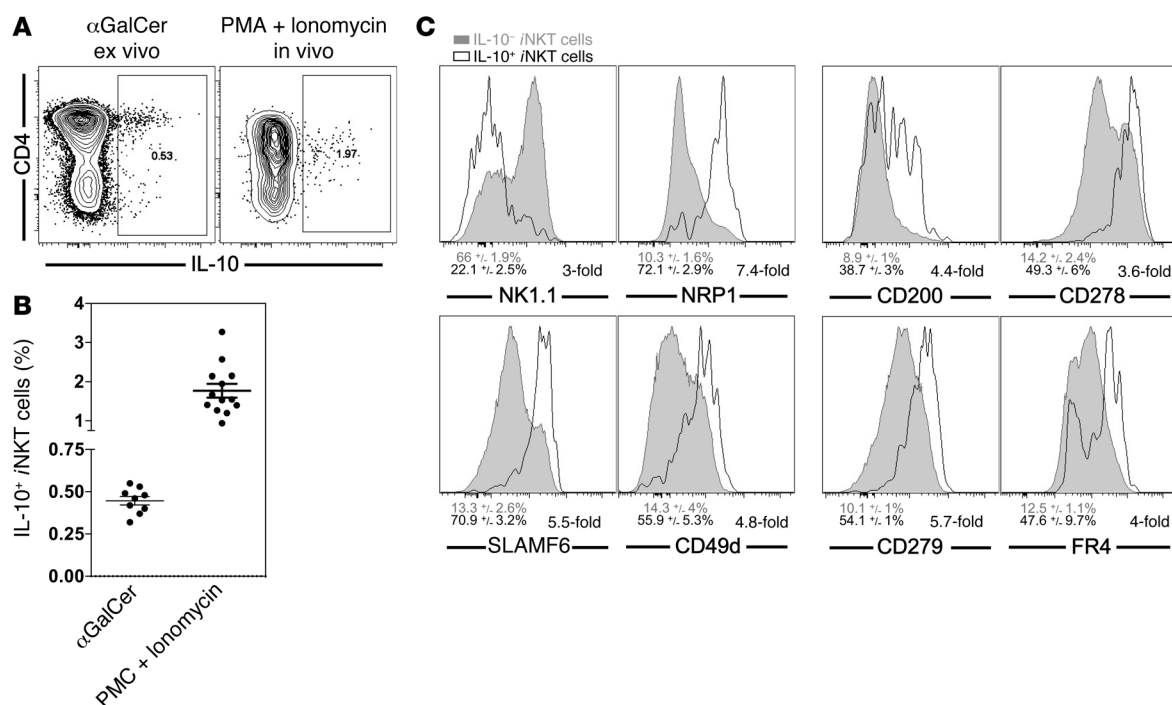 A
αGalCer
ex vivo
PMA + Ionomycin
in vivo
CD4
0.53
1.97
IL-10
B
IL-10⁺ iNKT cells (%)
4
3
2
1
0.75
0.50
0.25
0.00
αGalCer
PMC + Ionomycin
C
IL-10⁻ iNKT cells
IL-10⁺ iNKT cells
66 +/- 1.9%
22.1 +/- 2.5%
3-fold
NK1.1
10.3 +/- 1.6%
72.1 +/- 2.9%
7.4-fold
NRP1
8.9 +/- 1%
38.7 +/- 3%
4.4-fold
CD200
14.2 +/- 2.4%
49.3 +/- 6%
3.6-fold
CD278
13.3 +/- 2.6%
70.9 +/- 3.2%
5.5-fold
SLAMF6
14.3 +/- 4%
55.9 +/- 5.3%
4.8-fold
CD49d
10.1 +/- 1%
54.1 +/- 1%
5.7-fold
CD279
12.5 +/- 1.1%
47.6 +/- 9.7%
4-fold
FR4